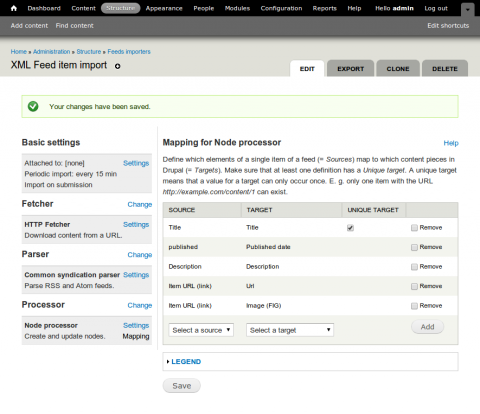 Dashboard Content Structure Appearance People Modules Configuration Reports Help Hello admin Log out
Add content Find content Edit shortcuts
Home » Administration » Structure » Feeds importers
XML Feed item import
EDIT EXPORT CLONE DELETE
Your changes have been saved.
Basic settings
Attached to: [none] Settings
Periodic import: every 15 min
Import on submission
Fetcher Change
HTTP Fetcher Settings
Download content from a URL.
Parser Change
Common syndication parser Settings
Parse RSS and Atom feeds.
Processor Change
Node processor Settings
Create and update nodes. Mapping
Mapping for Node processor Help
Define which elements of a single item of a feed (= Sources) map to which content pieces in
Drupal (= Targets). Make sure that at least one definition has a Unique target. A unique target
means that a value for a target can only occur once. E. g. only one item with the URL
http://example.com/content/1 can exist.
SOURCE TARGET UNIQUE TARGET
Title Title Remove
published Published date Remove
Description Description Remove
Item URL (link) Url Remove
Item URL (link) Image (FIG) Remove
Select a source Select a target Add
LEGEND
Save